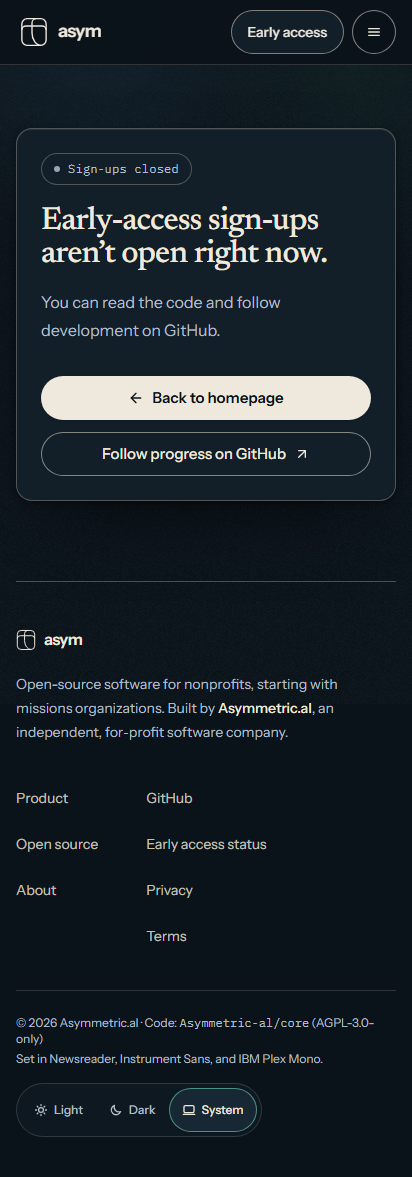 asym
Early access
Sign-ups closed
Early-access sign-ups
aren’t open right now.
You can read the code and follow
development on GitHub.
← Back to homepage
Follow progress on GitHub ↗
asym
Open-source software for nonprofits, starting with
missions organizations. Built by Asymmetric.al, an
independent, for-profit software company.
Product
GitHub
Open source
Early access status
About
Privacy
Terms
© 2026 Asymmetric.al · Code: Asymmetric-al/core (AGPL-3.0-
only)
Set in Newsreader, Instrument Sans, and IBM Plex Mono.
Light
Dark
System